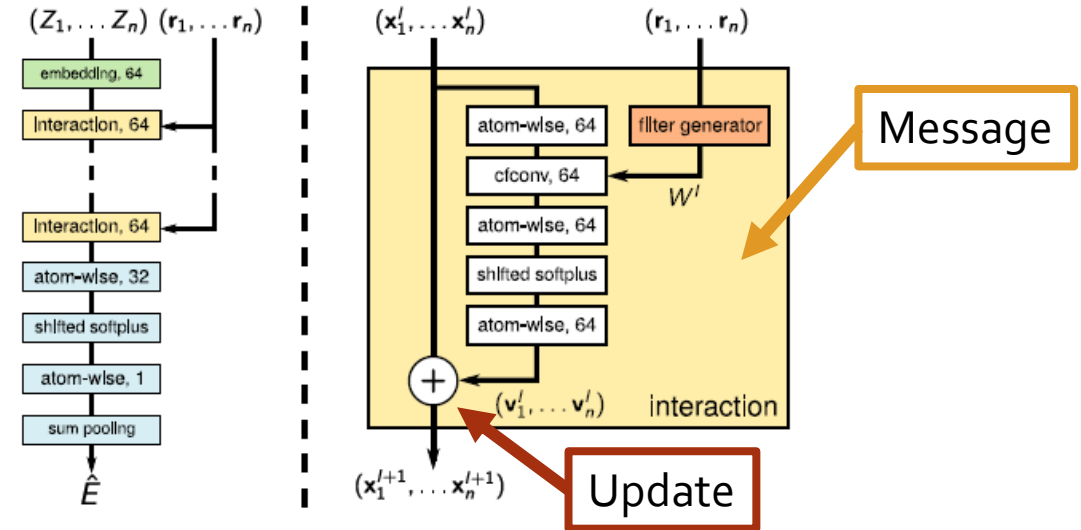 (Z₁, ... Zₙ) (r₁, ... rₙ)
embedding, 64
interaction, 64
interaction, 64
atom-wise, 32
shifted softplus
atom-wise, 1
sum pooling
Ê
(x₁ˡ, ... xₙˡ) (r₁, ... rₙ)
atom-wise, 64
filter generator
cfconv, 64
Wˡ
atom-wise, 64
shifted softplus
atom-wise, 64
+
(v₁ˡ, ... vₙˡ)
interaction
(x₁ˡ⁺¹, ... xₙˡ⁺¹)
Message
Update